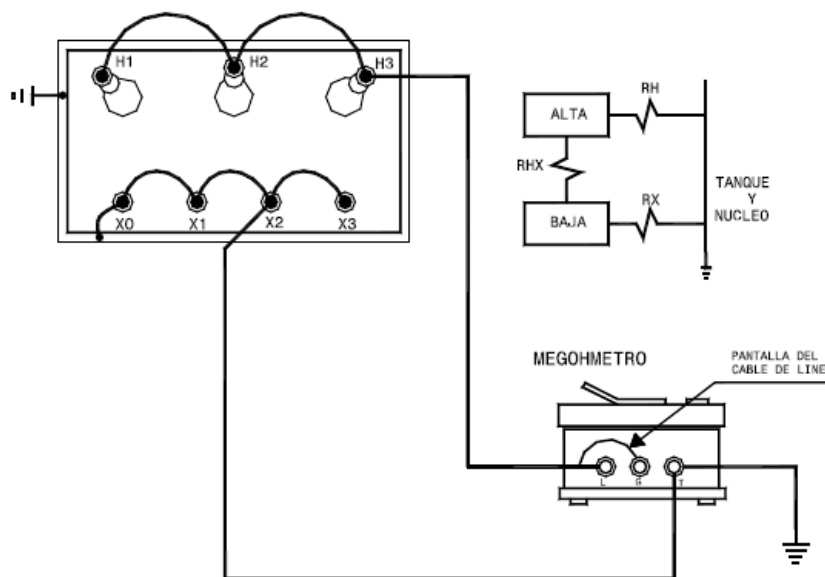 H1
H2
H3
X0
X1
X2
X3
ALTA
RH
RHX
BAJA
RX
TANQUE
Y
NUCLEO
MEGOHMETRO
PANTALLA DEL
CABLE DE LINE
L
G
T